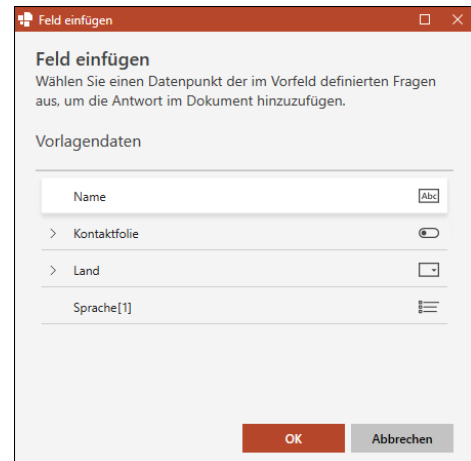 Feld einfügen
Feld einfügen
Wählen Sie einen Datenpunkt der im Vorfeld definierten Fragen
aus, um die Antwort im Dokument hinzuzufügen.
Vorlagendaten
Name Abc
Kontaktfolie
Land
Sprache[1]
OK Abbrechen